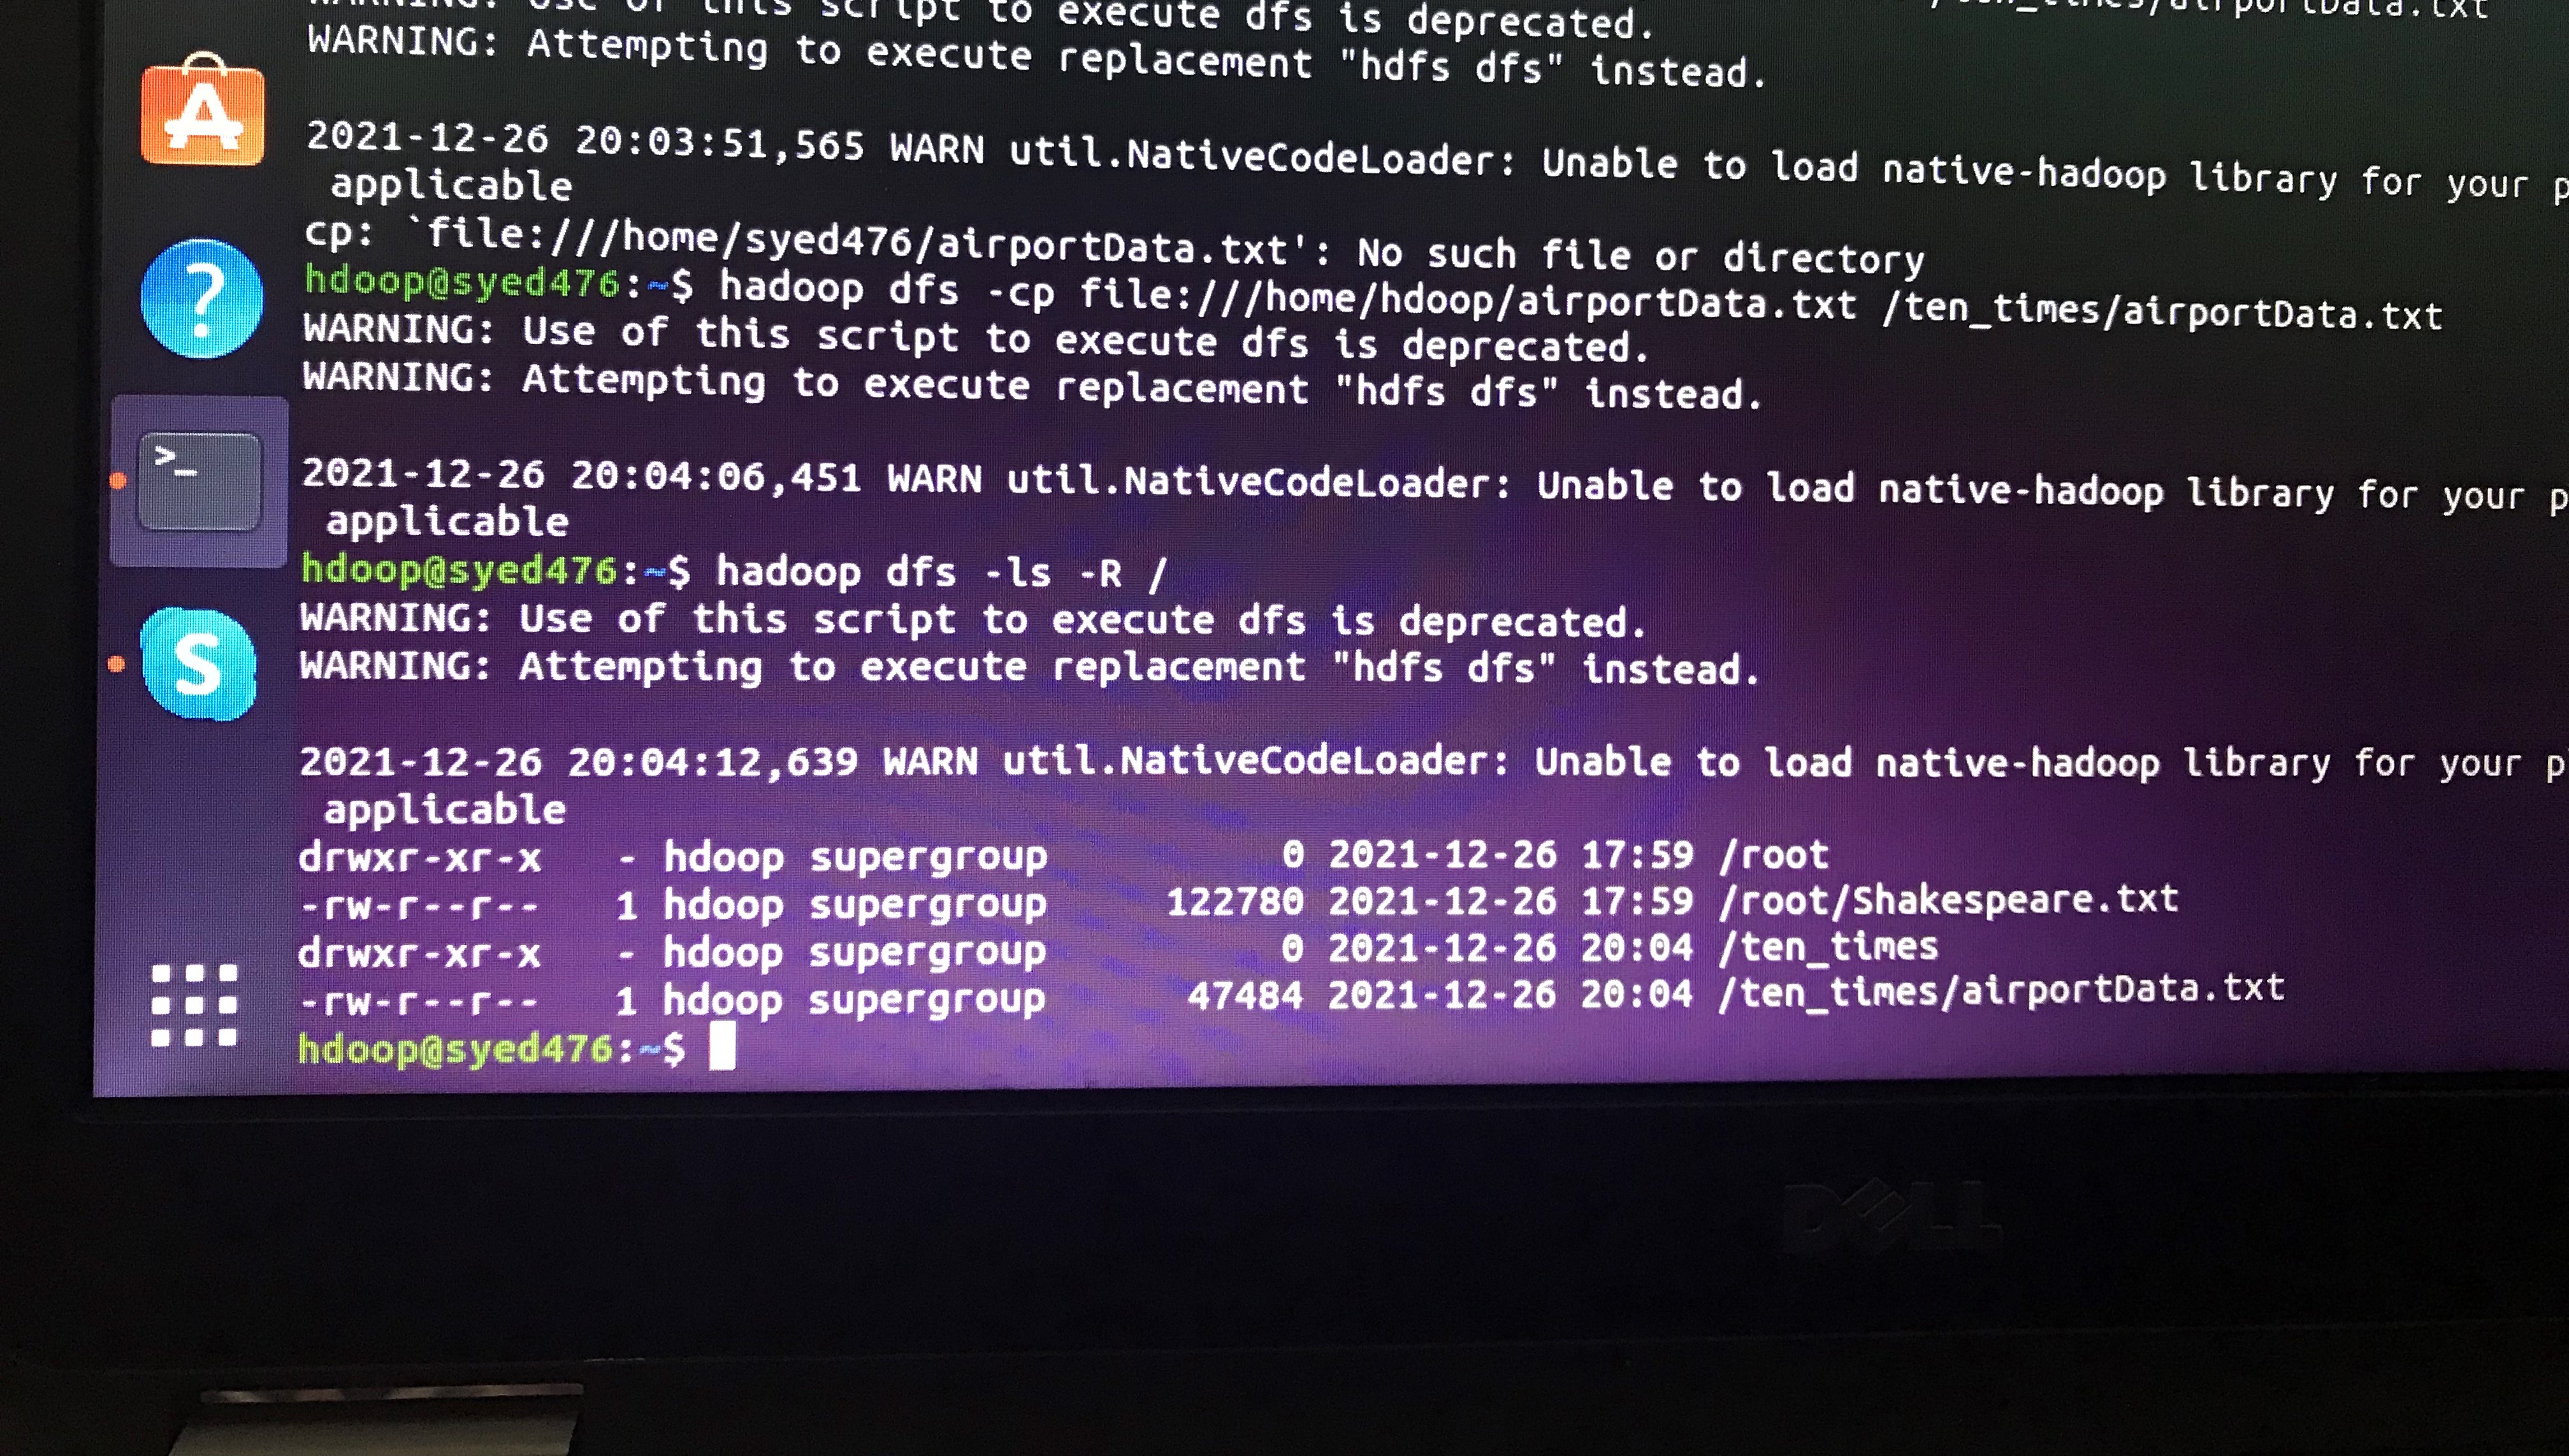 WARNING: Use of this script to execute dfs is deprecated.
/ten_times/airportData.txt
WARNING: Attempting to execute replacement "hdfs dfs" instead.
2021-12-26 20:03:51,565 WARN util.NativeCodeLoader: Unable to load native-hadoop library for your p
applicable
cp: `file:///home/syed476/airportData.txt': No such file or directory
hdoop@syed476:~$ hadoop dfs -cp file:///home/hdoop/airportData.txt /ten_times/airportData.txt
WARNING: Use of this script to execute dfs is deprecated.
WARNING: Attempting to execute replacement "hdfs dfs" instead.
2021-12-26 20:04:06,451 WARN util.NativeCodeLoader: Unable to load native-hadoop library for your p
applicable
hdoop@syed476:~$ hadoop dfs -ls -R /
WARNING: Use of this script to execute dfs is deprecated.
WARNING: Attempting to execute replacement "hdfs dfs" instead.
2021-12-26 20:04:12,639 WARN util.NativeCodeLoader: Unable to load native-hadoop library for your p
applicable
drwxr-xr-x   - hdoop supergroup          0 2021-12-26 17:59 /root
-rw-r--r--   1 hdoop supergroup     122780 2021-12-26 17:59 /root/Shakespeare.txt
drwxr-xr-x   - hdoop supergroup          0 2021-12-26 20:04 /ten_times
-rw-r--r--   1 hdoop supergroup      47484 2021-12-26 20:04 /ten_times/airportData.txt
hdoop@syed476:~$
DELL